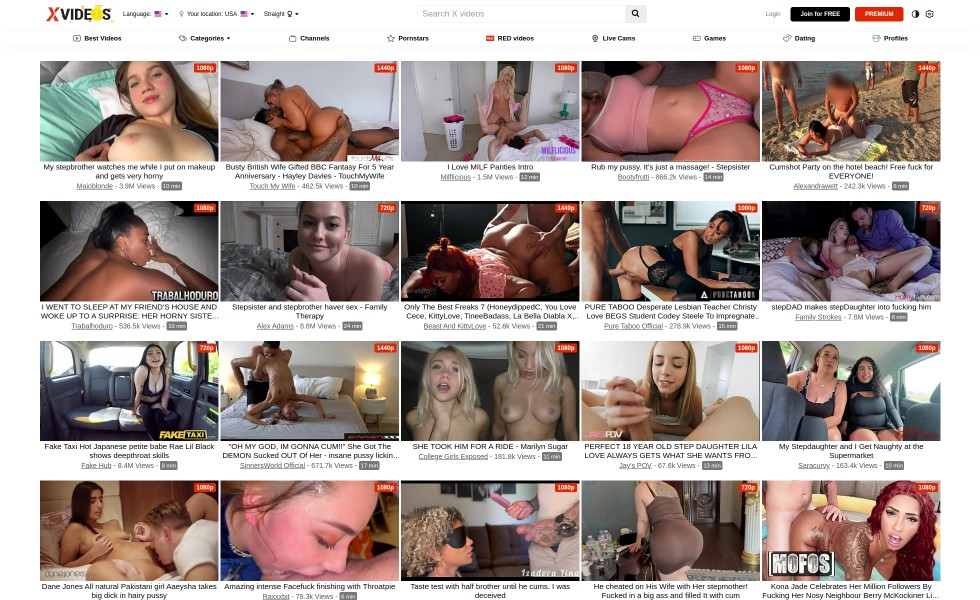 XVIDEOS
Language:
Your location: USA
Straight
Search X videos
Login
Join for FREE
PREMIUM
Best Videos
Categories
Channels
Pornstars
RED videos
Live Cams
Games
Dating
Profiles
1080p
1440p
1080p
1080p
1440p
My stepbrother watches me while I put on makeup
and gets very horny
Maioblonde - 3.9M Views - 10 min
Busty British Wife Gifted BBC Fantasy For 5 Year
Anniversary - Hayley Davies - TouchMyWife
Touch My Wife - 462.5k Views - 10 min
MILFLICIOUS
I Love MILF Panties Intro
Milflicious - 1.5M Views - 12 min
Rub my pussy. It's just a massage! - Stepsister
Bootyfrutti - 866.2k Views - 14 min
Cumshot Party on the hotel beach! Free fuck for
EVERYONE!
Alexandrawett - 242.3k Views - 6 min
1080p
720p
1440p
1080p
720p
TRABALHODURO
I WENT TO SLEEP AT MY FRIEND'S HOUSE AND
WOKE UP TO A SURPRISE: HER HORNY SISTE...
Trabalhoduro - 536.5k Views - 10 min
Stepsister and stepbrother haver sex - Family
Therapy
Alex Adams - 8.8M Views - 24 min
Only The Best Freaks 7 (HoneydippedC, You Love
Cece, KittyLove, TineeBadass, La Bella Diabla X,..
Beast And KittyLove - 52.6k Views - 21 min
PURETABOO
PURE TABOO Desperate Lesbian Teacher Christy
Love BEGS Student Codey Steele To Impregnate..
Pure Taboo Official - 278.9k Views - 15 min
stepDAD makes stepDaughter into fucking him
Family Strokes - 7.8M Views - 8 min
720p
1440p
1080p
1080p
1080p
FAKE TAXI
Fake Taxi Hot Japanese petite babe Rae Lil Black
shows deepthroat skills
Fake Hub - 8.4M Views - 8 min
"OH MY GOD, IM GONNA CUM!!" She Got The
DEMON Sucked OUT Of Her - insane pussy lickin...
SinnersWorld Official - 671.7k Views - 17 min
SHE TOOK HIM FOR A RIDE - Marilyn Sugar
College Girls Exposed - 181.8k Views - 11 min
JAYSPOV
PERFECT 18 YEAR OLD STEP DAUGHTER LILA
LOVE ALWAYS GETS WHAT SHE WANTS FRO...
Jay's POV - 67.6k Views - 13 min
My Stepdaughter and I Get Naughty at the
Supermarket
Saracurvy - 163.4k Views - 10 min
1080p
1080p
1080p
720p
1080p
danejones
Dane Jones All natural Pakistani girl Aaeysha takes
big dick in hairy pussy
Amazing intense Facefuck finishing with Throatpie
Raxxxbit - 78.3k Views - 6 min
Taste test with half brother until he cums. I was
deceived
He cheated on His Wife with Her stepmother!
Fucked in a big ass and filled It with cum
MOFOS
Kona Jade Celebrates Her Million Followers By
Fucking Her Nosy Neighbour Berry McKockiner Li...